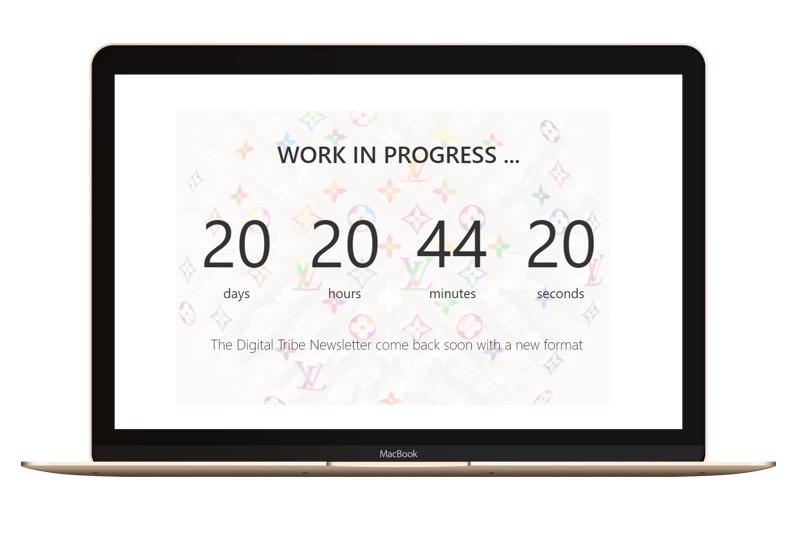 WORK IN PROGRESS ...
20 20 44 20
days hours minutes seconds
The Digital Tribe Newsletter come back soon with a new format
MacBook